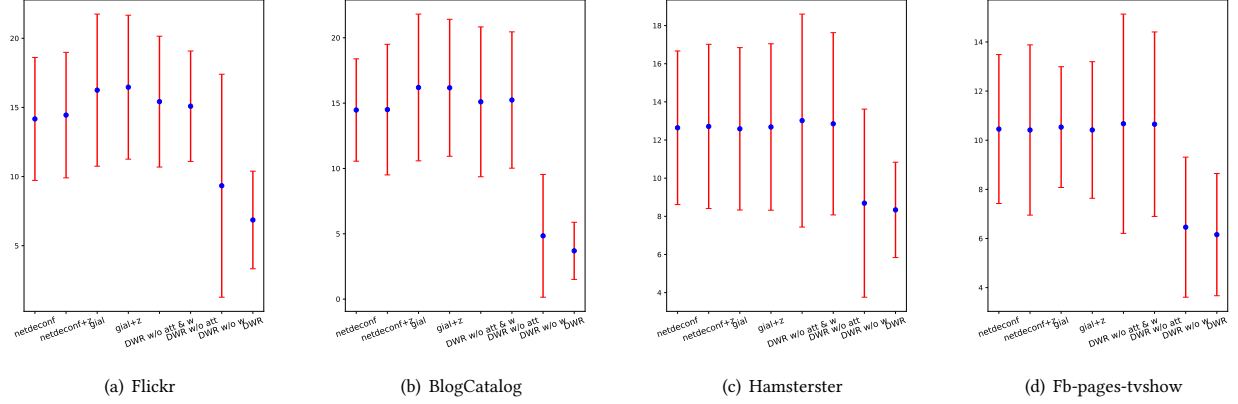 20
15
10
5
netdeconf
netdeconf+z
gial
gial+z
DWR w/o att & w
DWR w/o att
DWR w/o w
DWR
(a) Flickr
20
15
10
5
0
netdeconf
netdeconf+z
gial
gial+z
DWR w/o att & w
DWR w/o att
DWR w/o w
DWR
(b) BlogCatalog
18
16
14
12
10
8
6
4
netdeconf
netdeconf+z
gial
gial+z
DWR w/o att & w
DWR w/o att
DWR w/o w
DWR
(c) Hamsterster
14
12
10
8
6
4
netdeconf
netdeconf+z
gial
gial+z
DWR w/o att & w
DWR w/o att
DWR w/o w
DWR
(d) Fb-pages-tvshow